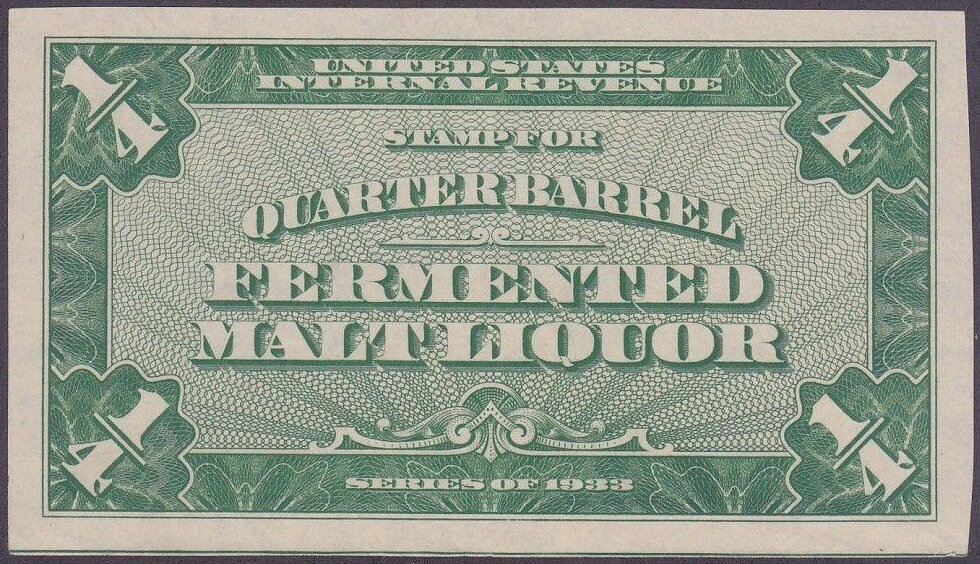 UNITED STATES
INTERNAL REVENUE
1/4 1/4
STAMP FOR
QUARTER BARREL
FERMENTED
MALT LIQUOR
1/4 1/4
SERIES OF 1933